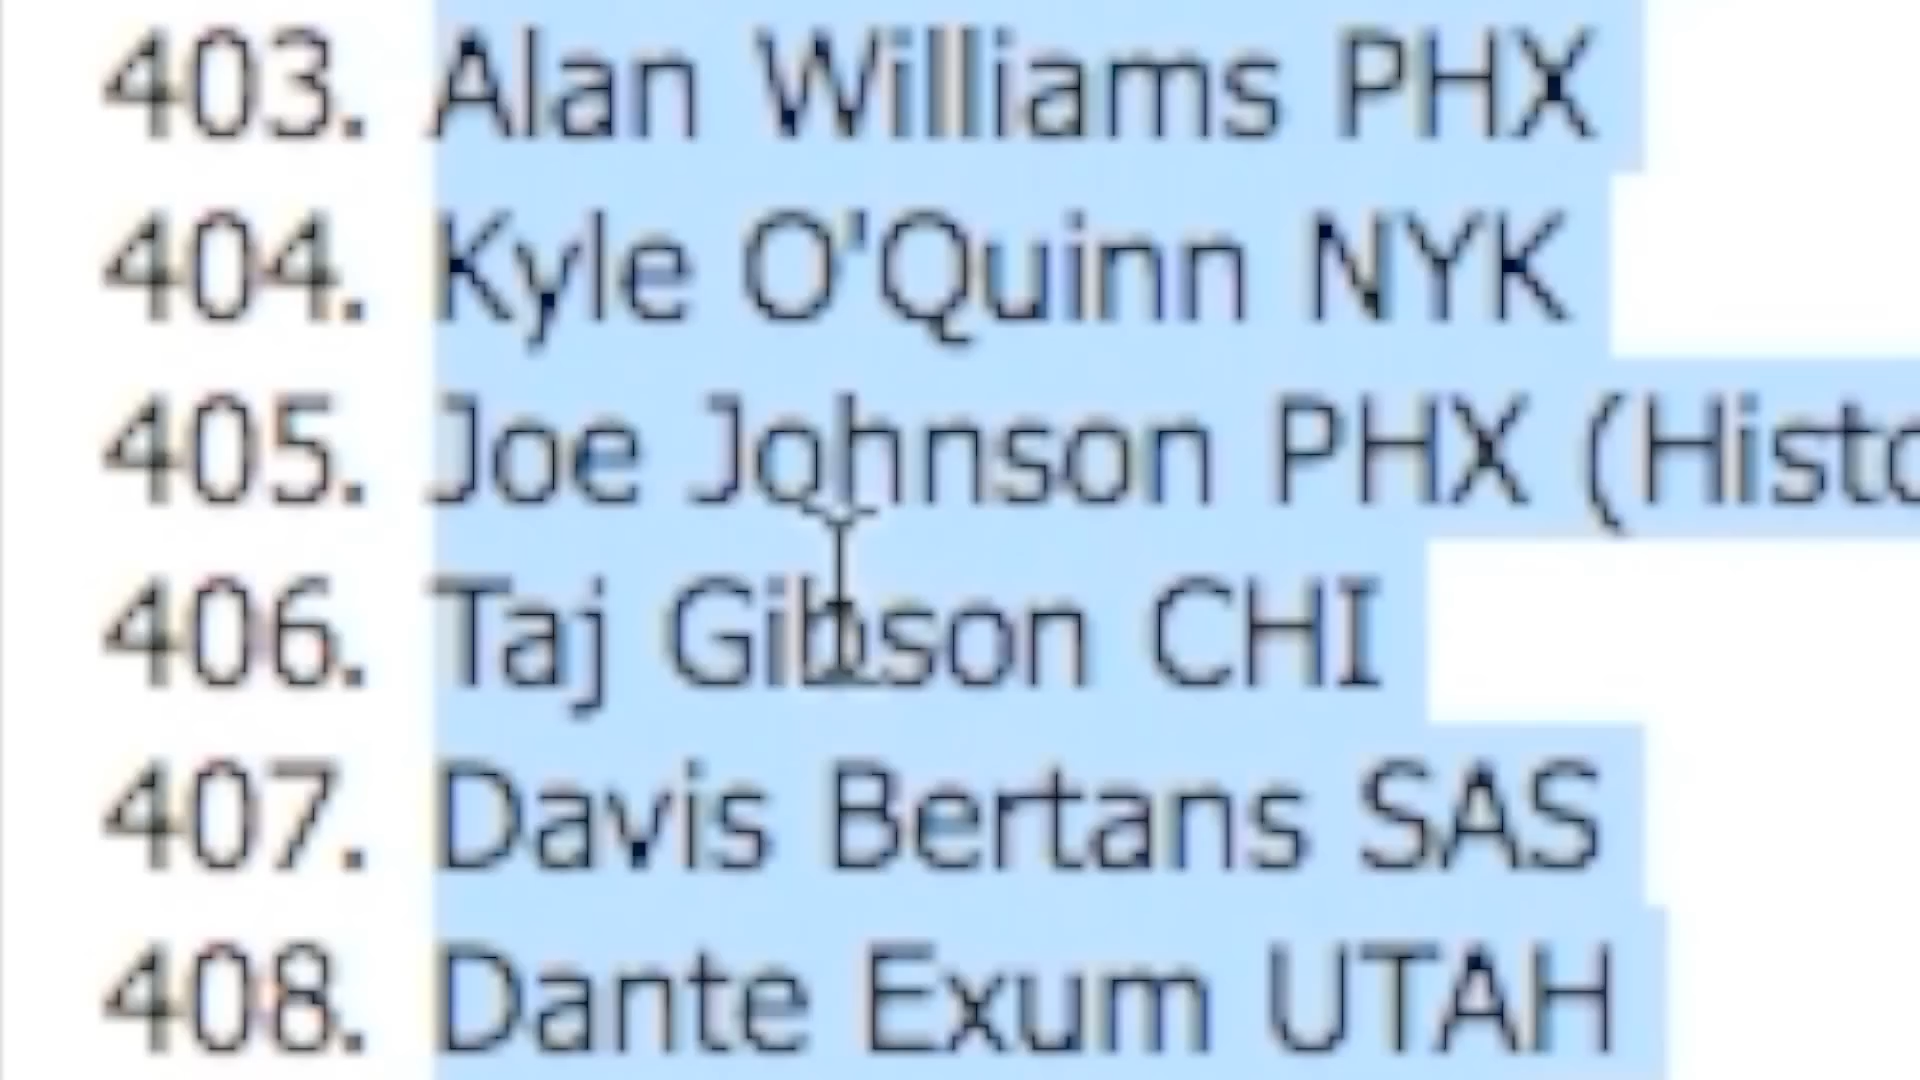 403. Alan Williams PHX
404. Kyle O'Quinn NYK
405. Joe Johnson PHX (Histo
406. Taj Gibson CHI
407. Davis Bertans SAS
408. Dante Exum UTAH